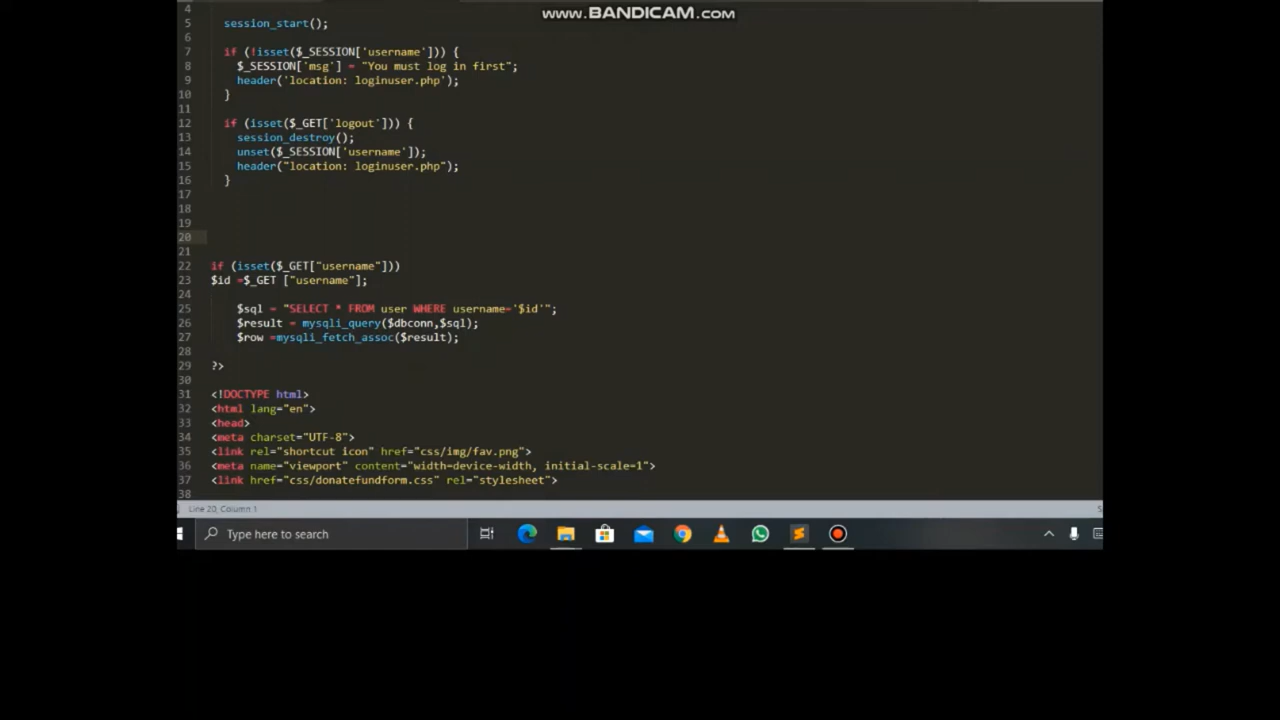 www.BANDICAM.com
4
5 session_start();
6
7 if (!isset($_SESSION['username'])) {
8 $_SESSION['msg'] = "You must log in first";
9 header('location: loginuser.php');
10 }
11
12 if (isset($_GET['logout'])) {
13 session_destroy();
14 unset($_SESSION['username']);
15 header("location: loginuser.php");
16 }
17
18
19
20
21
22 if (isset($_GET["username"]))
23 $id =$_GET ["username"];
24
25 $sql = "SELECT * FROM user WHERE username='$id'";
26 $result = mysqli_query($dbconn,$sql);
27 $row =mysqli_fetch_assoc($result);
28
29 ?>
30
31 <!DOCTYPE html>
32 <html lang="en">
33 <head>
34 <meta charset="UTF-8">
35 <link rel="shortcut icon" href="css/img/fav.png">
36 <meta name="viewport" content="width=device-width, initial-scale=1">
37 <link href="css/donatefundform.css" rel="stylesheet">
38
Line 20, Column 1
Type here to search